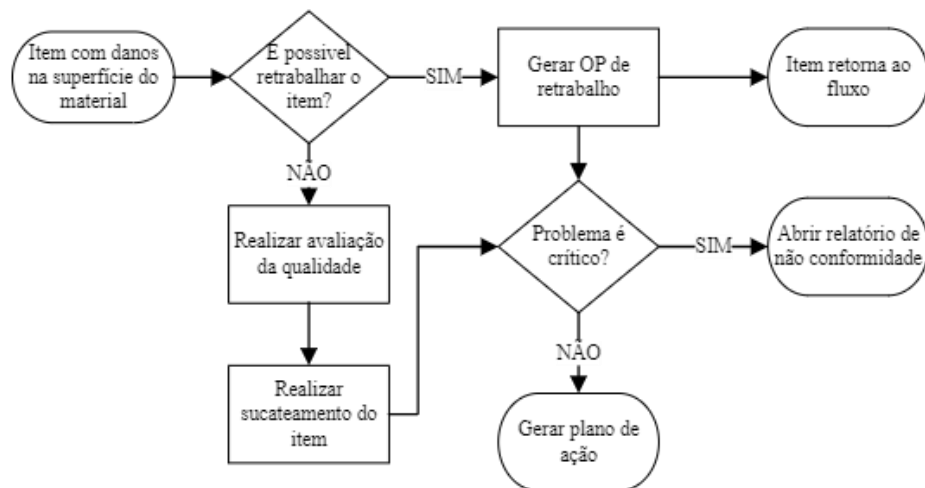 Item com danos
na superfície do
material
É possivel
retrabalhar o
item?
SIM
Gerar OP de
retrabalho
Item retorna ao
fluxo
NÃO
Realizar avaliação
da qualidade
Problema é
crítico?
SIM
Abrir relatório de
não conformidade
Realizar
sucateamento do
item
NÃO
Gerar plano de
ação